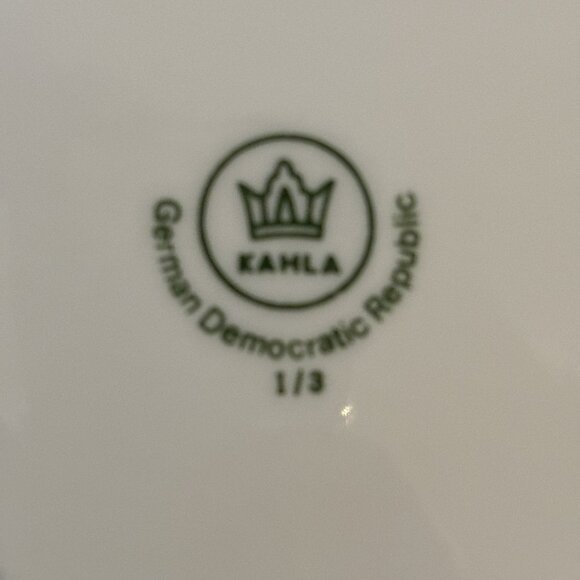 KAHLA
German Democratic Republic
1/3